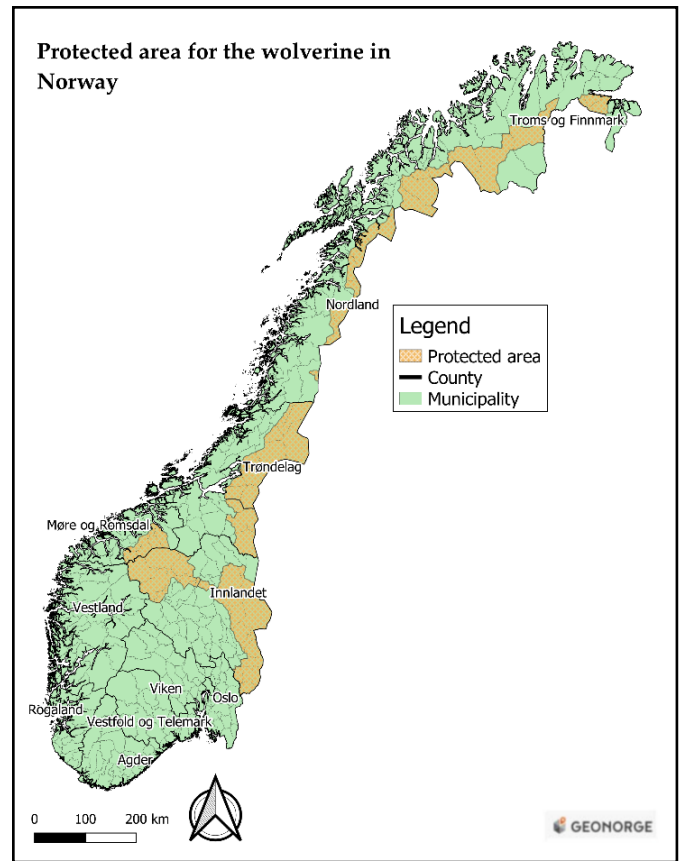 Protected area for the wolverine in
Norway
Troms og Finnmark
Nordland
Legend
Protected area
County
Municipality
Trøndelag
Møre og Romsdal
Innlandet
Vestland
Viken
Oslo
Rogaland
Vestfold og Telemark
Agder
0 100 200 km
GEONORGE